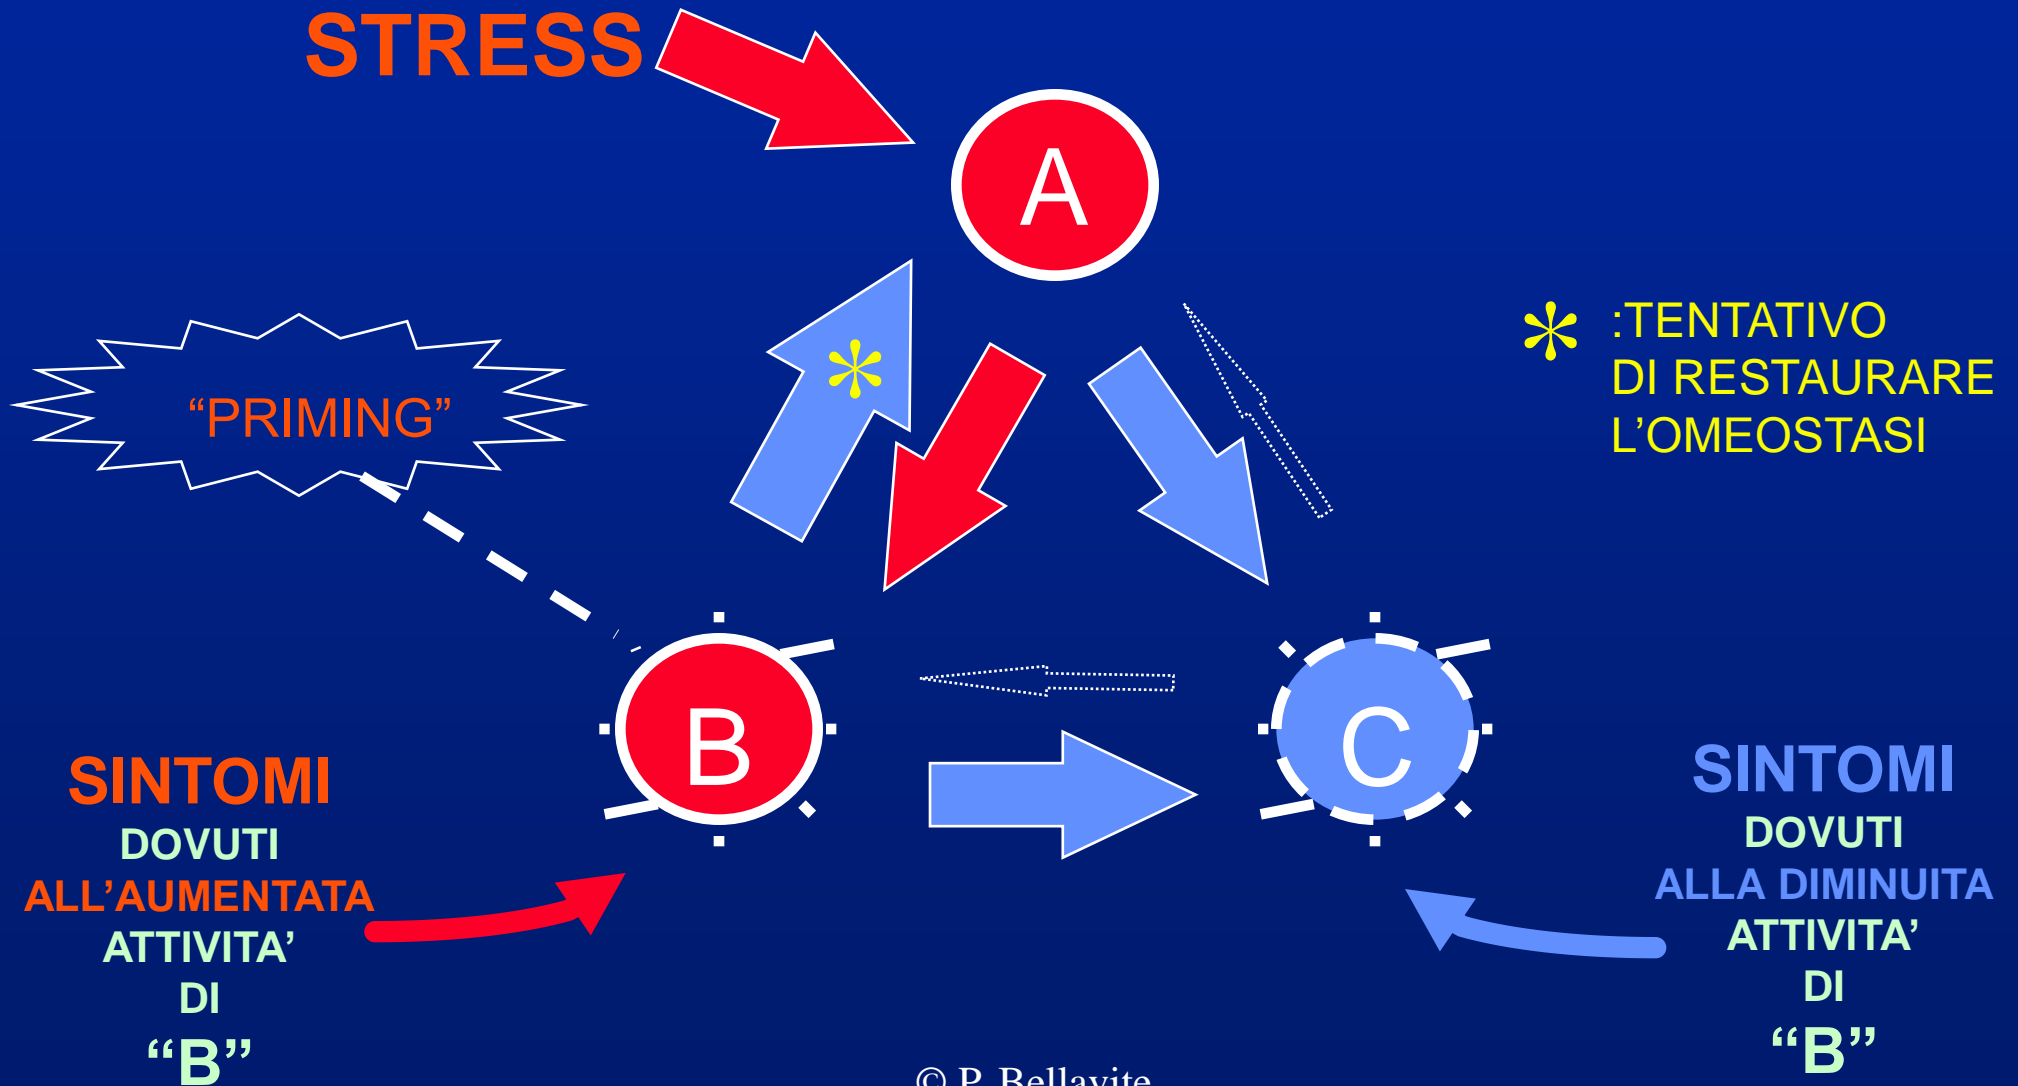 STRESS
A
:TENTATIVO
DI RESTAURARE
L'OMEOSTASI
“PRIMING”
B
C
SINTOMI
DOVUTI
ALL’AUMENTATA
ATTIVITA’
DI
“B”
SINTOMI
DOVUTI
ALLA DIMINUITA
ATTIVITA’
DI
“B”
© P. Bellavite